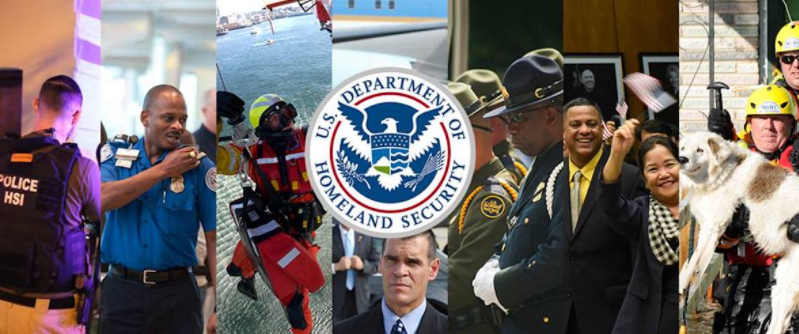 POLICE
HSI
U.S. DEPARTMENT OF
HOMELAND SECURITY